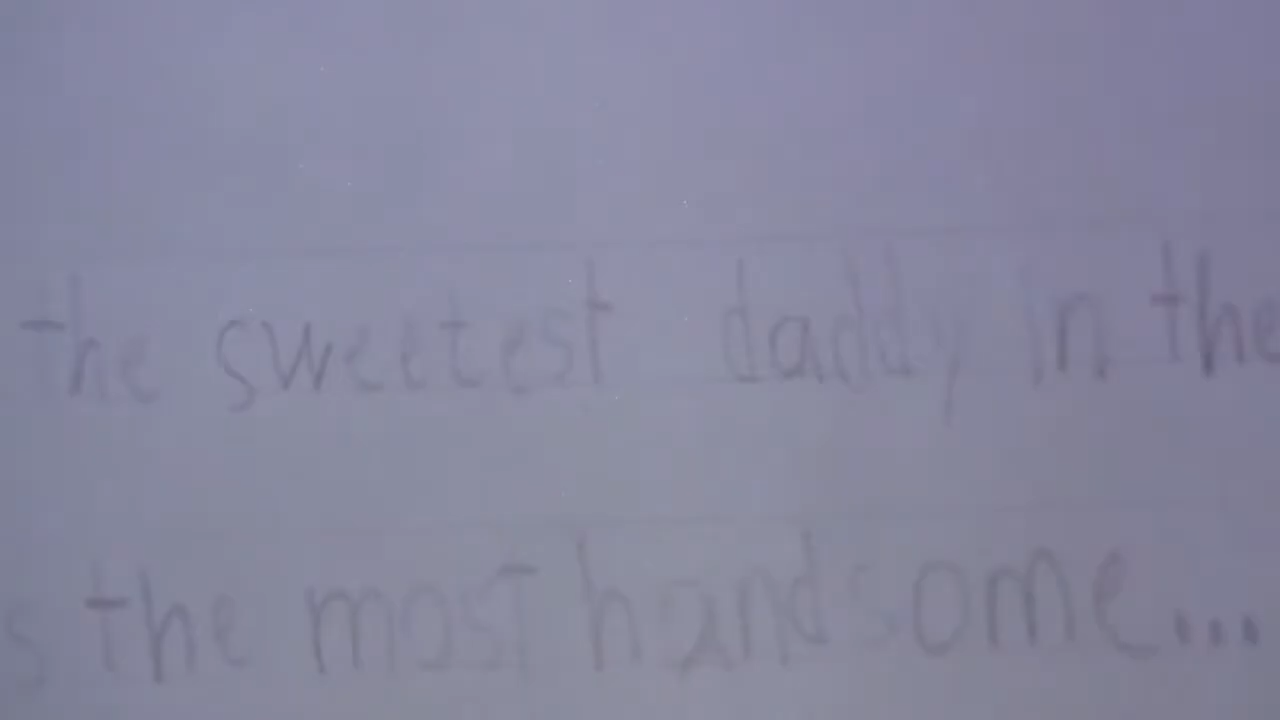 the sweetest daddy in the
s the most handsome...